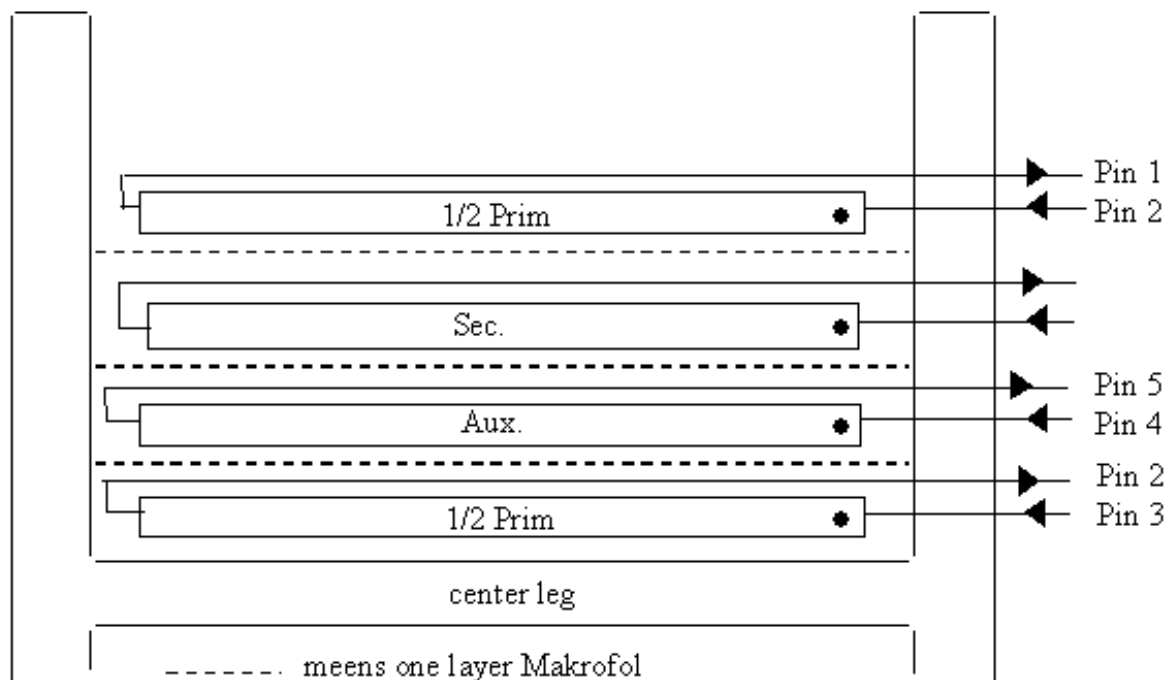 Pin 1
1/2 Prim
Pin 2
Sec.
Pin 5
Aux.
Pin 4
Pin 2
1/2 Prim
Pin 3
center leg
------ meens one layer Makrofol